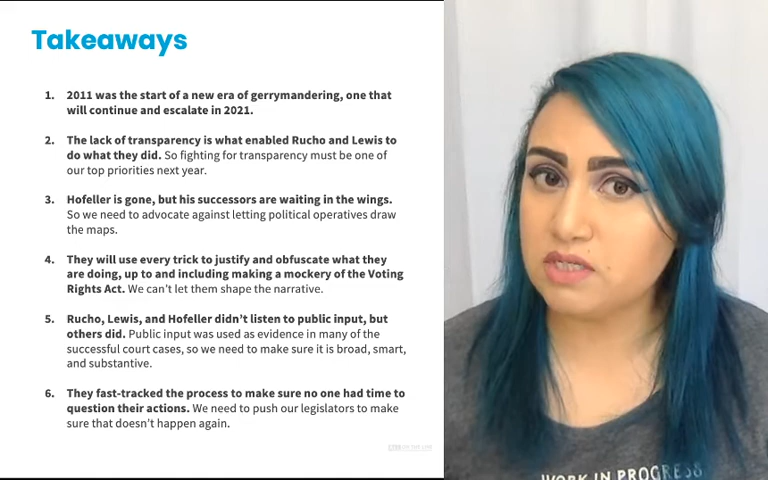 Takeaways
1. 2011 was the start of a new era of gerrymandering, one that
will continue and escalate in 2021.
2. The lack of transparency is what enabled Rucho and Lewis to
do what they did. So fighting for transparency must be one of
our top priorities next year.
3. Hofeller is gone, but his successors are waiting in the wings.
So we need to advocate against letting political operatives draw
the maps.
4. They will use every trick to justify and obfuscate what they
are doing, up to and including making a mockery of the Voting
Rights Act. We can’t let them shape the narrative.
5. Rucho, Lewis, and Hofeller didn’t listen to public input, but
others did. Public input was used as evidence in many of the
successful court cases, so we need to make sure it is broad, smart,
and substantive.
6. They fast-tracked the process to make sure no one had time to
question their actions. We need to push our legislators to make
sure that doesn’t happen again.
WORK IN PROGRESS